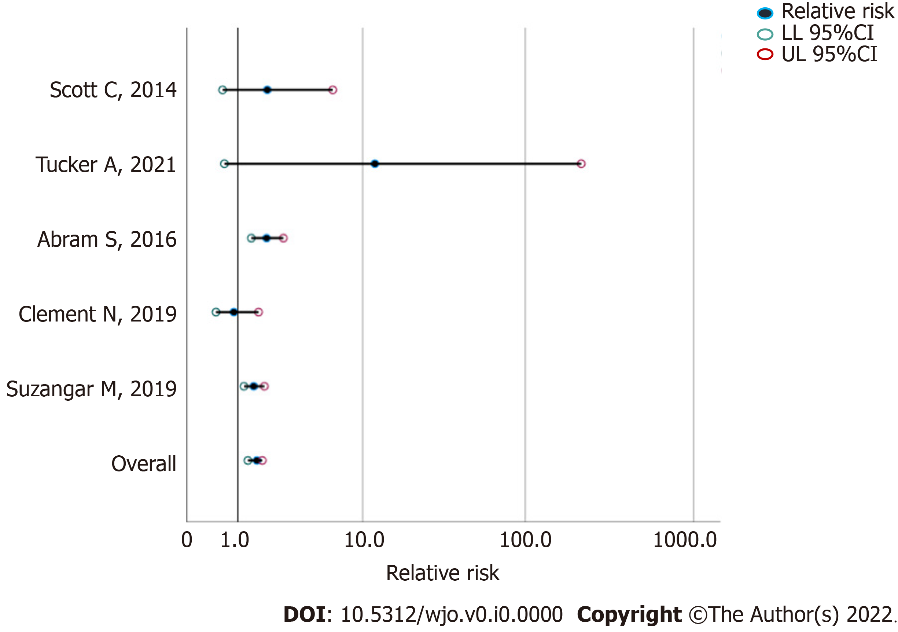 Relative risk
LL 95%CI
UL 95%CI
Scott C, 2014
Tucker A, 2021
Abram S, 2016
Clement N, 2019
Suzangar M, 2019
Overall
0 1.0 10.0 100.0 1000.0
Relative risk
DOI: 10.5312/wjo.v0.i0.0000 Copyright ©The Author(s) 2022.